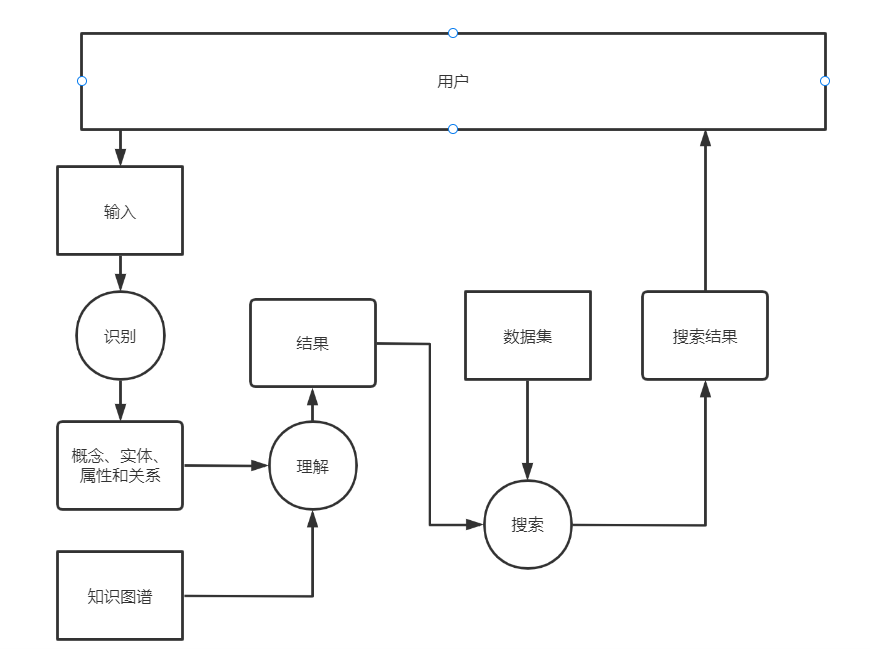 用户
输入
识别
概念、实体、
属性和关系
知识图谱
结果
理解
数据集
搜索
搜索结果